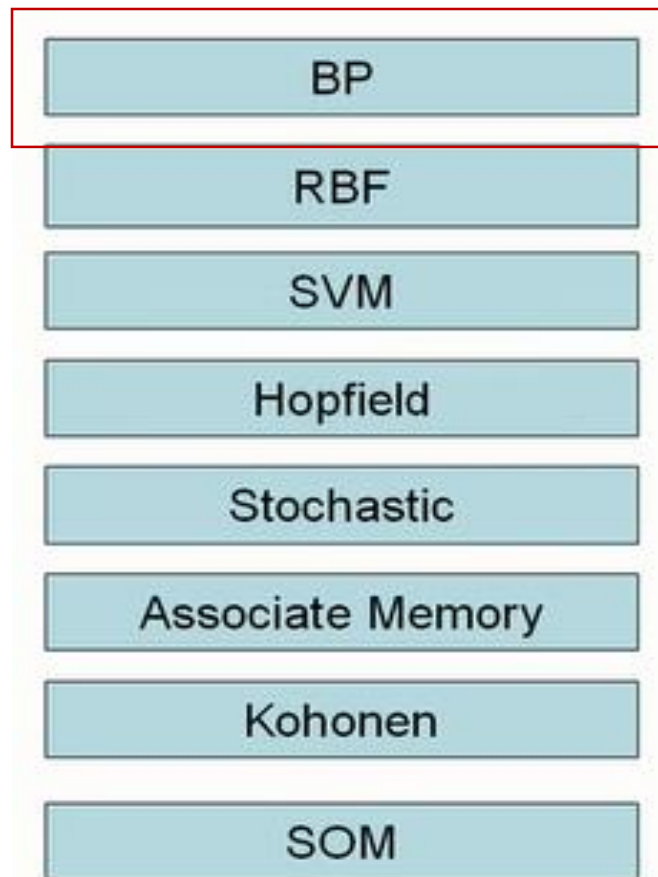 BP
RBF
SVM
Hopfield
Stochastic
Associate Memory
Kohonen
SOM